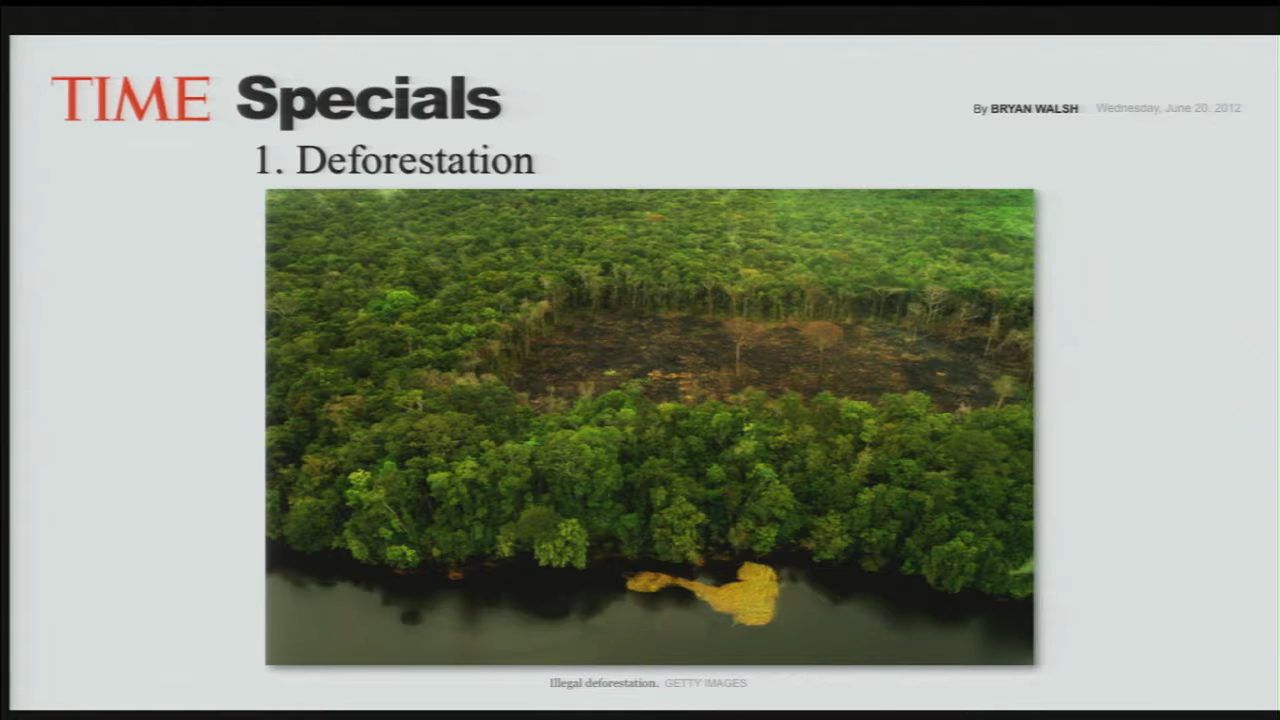 TIME Specials
By BRYAN WALSH Wednesday, June 20, 2012
1. Deforestation
Illegal deforestation. GETTY IMAGES